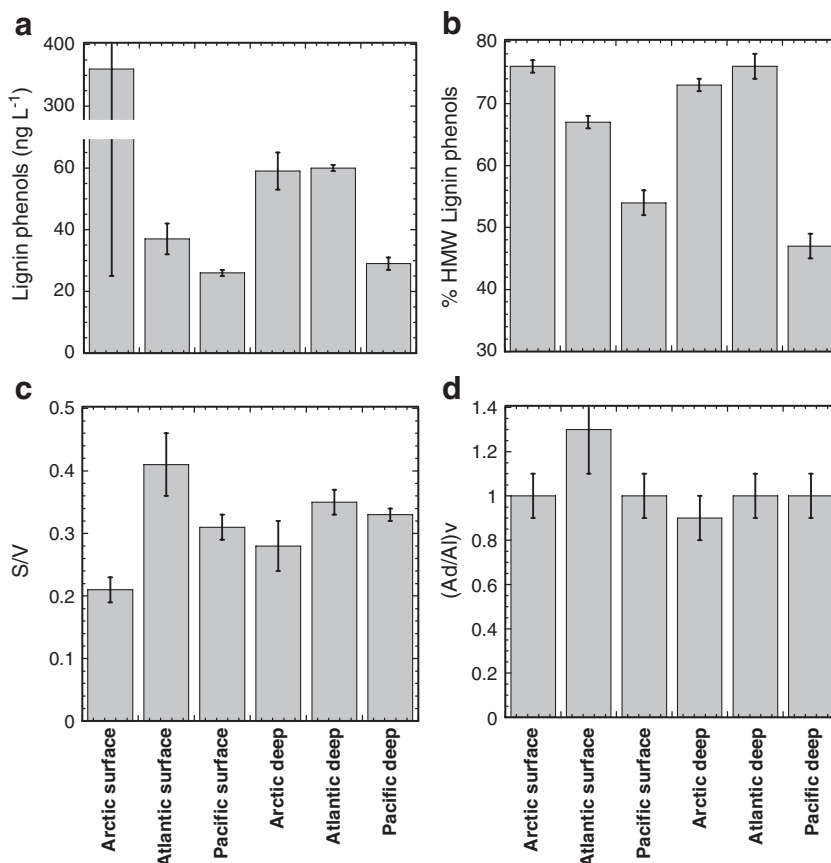 a
Lignin phenols (ng L-1)
400
300
60
40
20
0
b
% HMW Lignin phenols
80
70
60
50
40
30
c
S/V
0.5
0.4
0.3
0.2
0.1
0
Arctic surface
Atlantic surface
Pacific surface
Arctic deep
Atlantic deep
Pacific deep
d
(Ad/Al)v
1.4
1.2
1
0.8
0.6
0.4
0.2
0
Arctic surface
Atlantic surface
Pacific surface
Arctic deep
Atlantic deep
Pacific deep